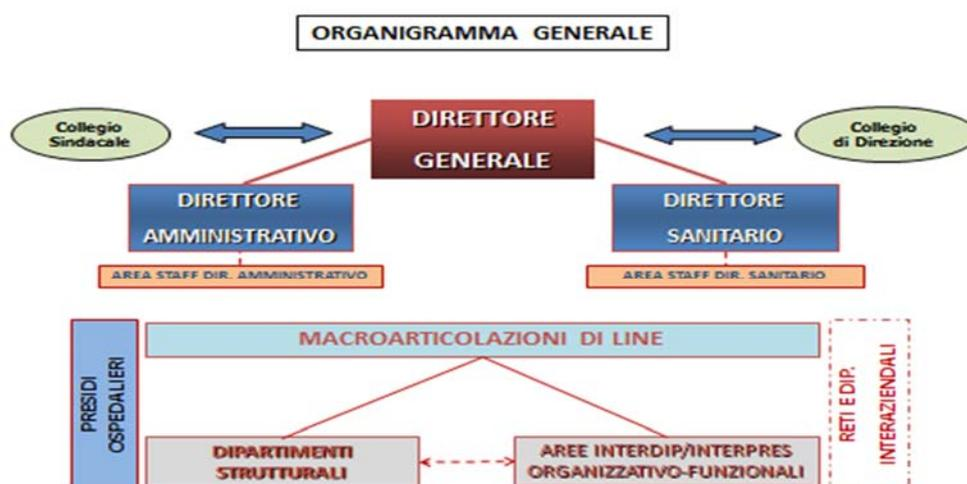 ORGANIGRAMMA GENERALE
DIRETTORE
GENERALE
Collegio
Sindacale
Collegio
di Direzione
DIRETTORE
AMMINISTRATIVO
DIRETTORE
SANITARIO
AREA STAFF DIR. AMMINISTRATIVO
AREA STAFF DIR. SANITARIO
MACROARTICOLAZIONI DI LINE
PRESIDI
OSPEDALIERI
DIPARTIMENTI
STRUTTURALI
AREE INTERDIP/INTERPRES
ORGANIZZATIVO-FUNZIONALI
RETI E DIP.
INTERAZIENDALI